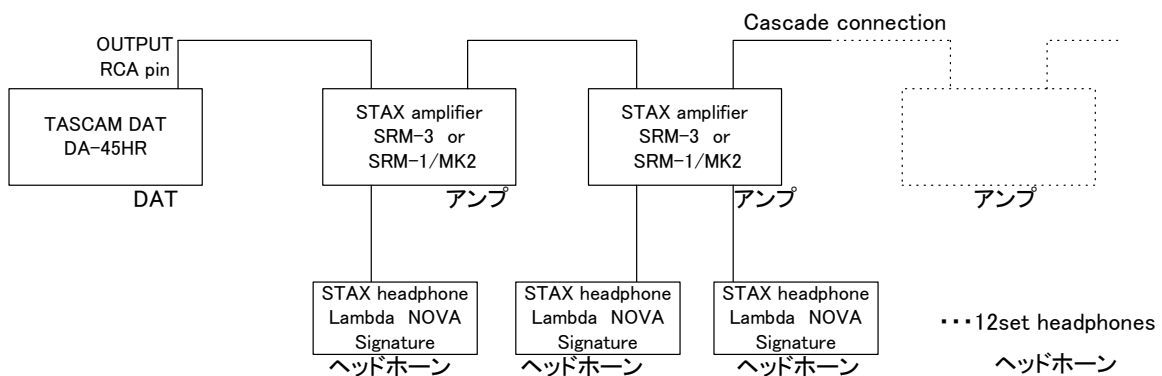 Cascade connection
OUTPUT
RCA pin
TASCAM DAT
DA-45HR
DAT
STAX amplifier
SRM-3 or
SRM-1/MK2
アンプ
STAX amplifier
SRM-3 or
SRM-1/MK2
アンプ
アンプ
STAX headphone
Lambda NOVA
Signature
ヘッドホーン
STAX headphone
Lambda NOVA
Signature
ヘッドホーン
STAX headphone
Lambda NOVA
Signature
ヘッドホーン
･･･12set headphones
ヘッドホーン